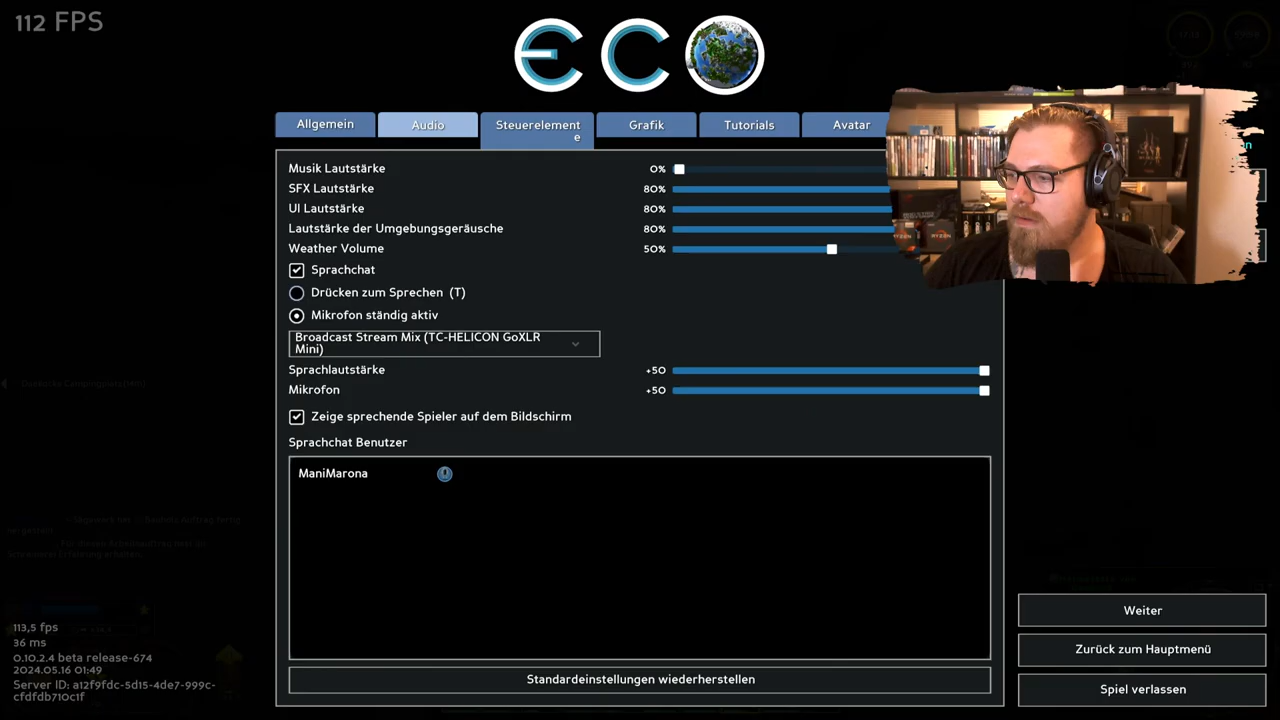 112 FPS
ECO
Allgemein
Audio
Steuerelement
e
Grafik
Tutorials
Avatar
Musik Lautstärke 0%
SFX Lautstärke 80%
UI Lautstärke 80%
Lautstärke der Umgebungsgeräusche 80%
Weather Volume 50%
Sprachchat
Drücken zum Sprechen (T)
Mikrofon ständig aktiv
Broadcast Stream Mix (TC-HELICON GoXLR
Mini)
Sprachlautstärke +50
Mikrofon +50
Zeige sprechende Spieler auf dem Bildschirm
Sprachchat Benutzer
ManiMarona
Standardeinstellungen wiederherstellen
Weiter
Zurück zum Hauptmenü
Spiel verlassen
113,5 fps
36 ms
0.10.2.4 beta release-674
2024.05.16 01:49
Server ID: a12f9fdc-5d15-4de7-999c-
cfdfdb710c1f
RYZEN
RYZEN